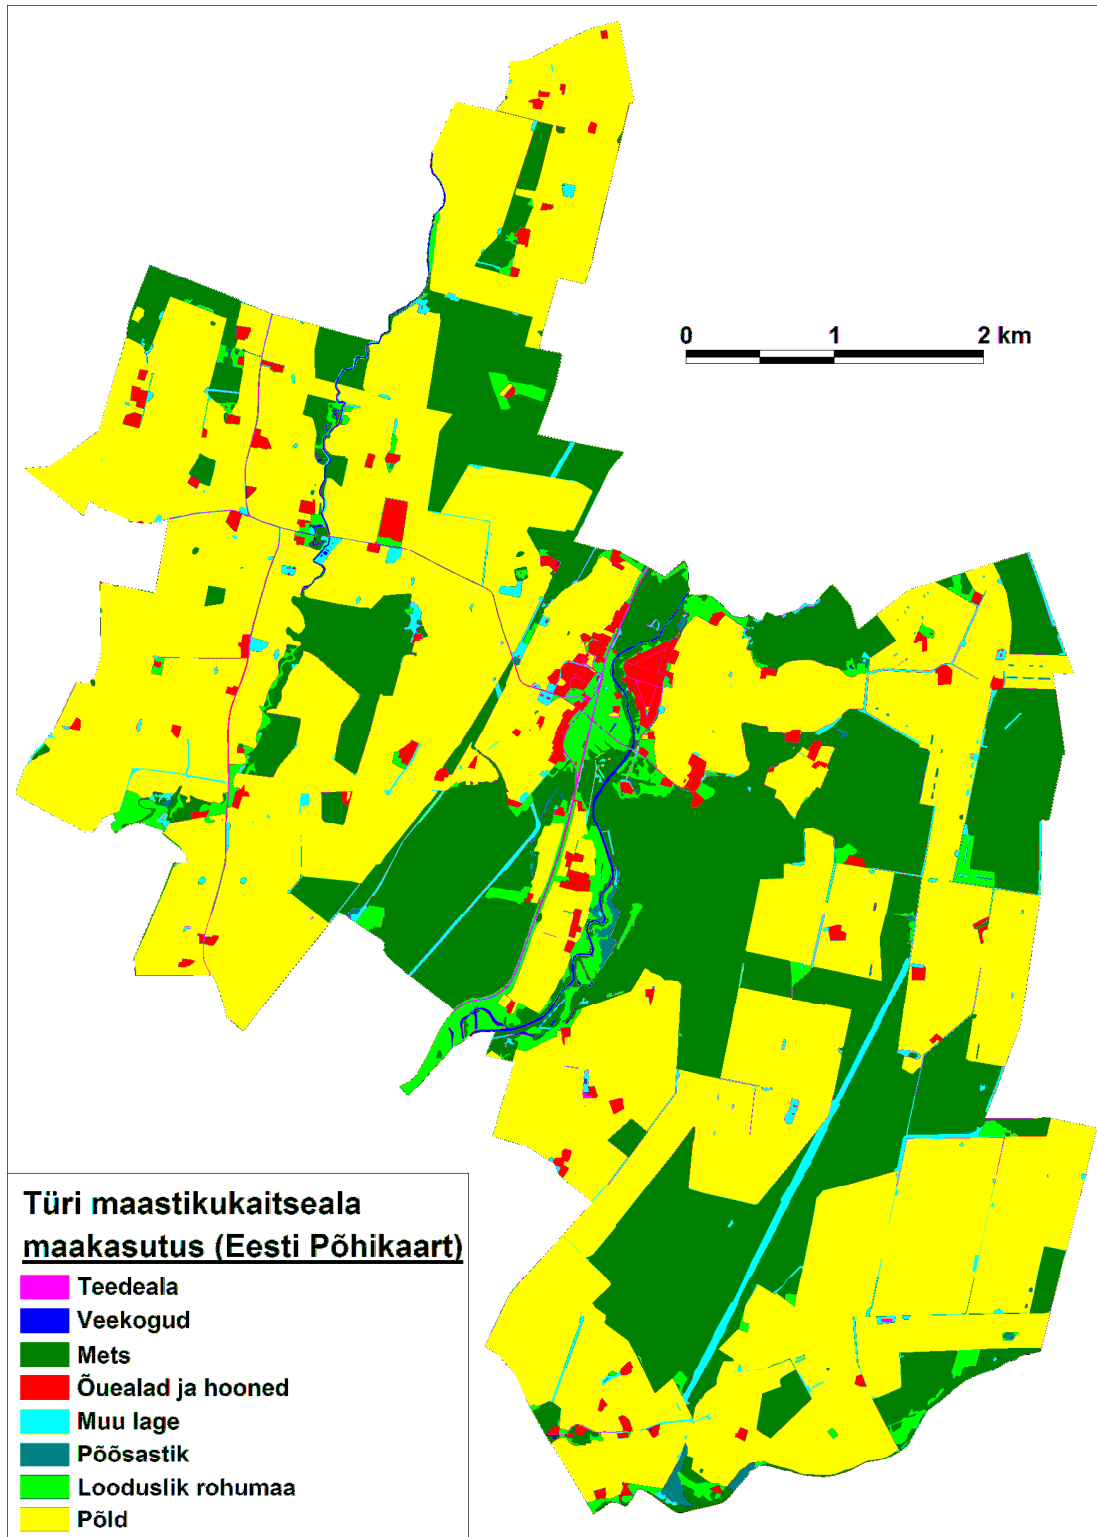 0 1 2 km
Türi maastikukaitseala
maakasutus (Eesti Põhikaart)
Teedeala
Veekogud
Mets
Õuealad ja hooned
Muu lage
Põõsastik
Looduslik rohumaa
Põld